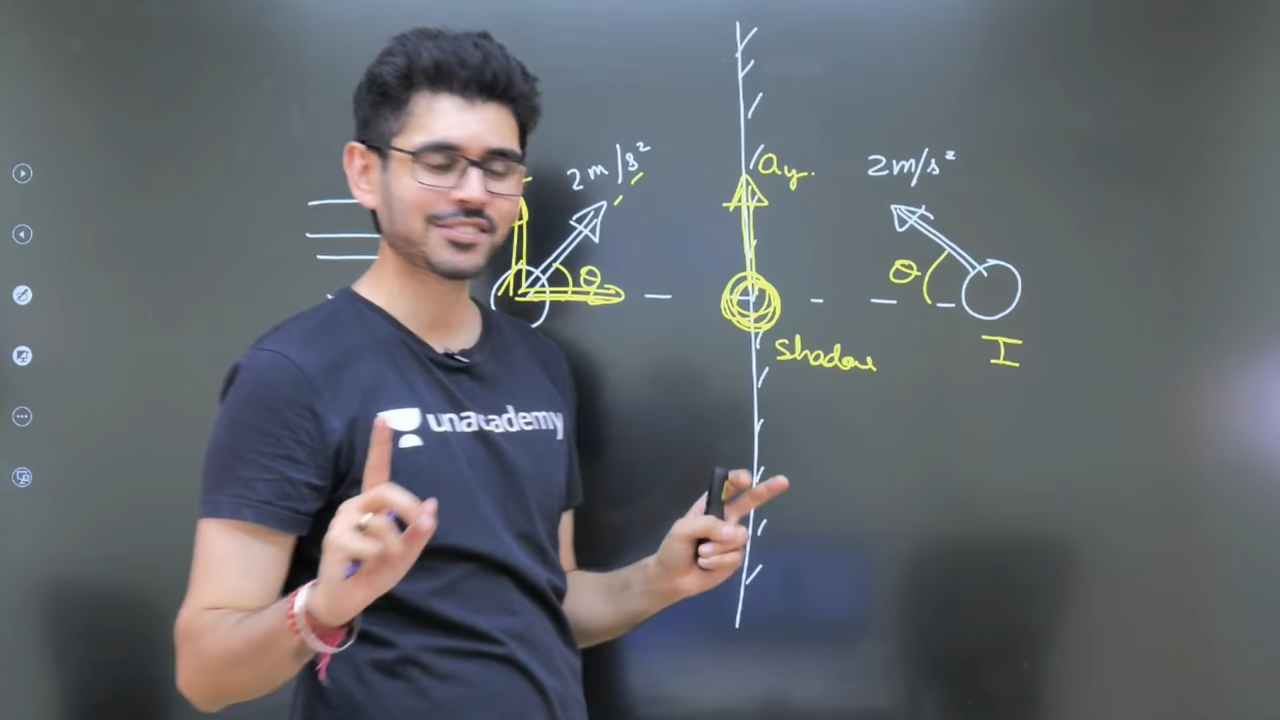 2m/s²
ay.
2m/s²
θ
θ
shadow
I
unacademy